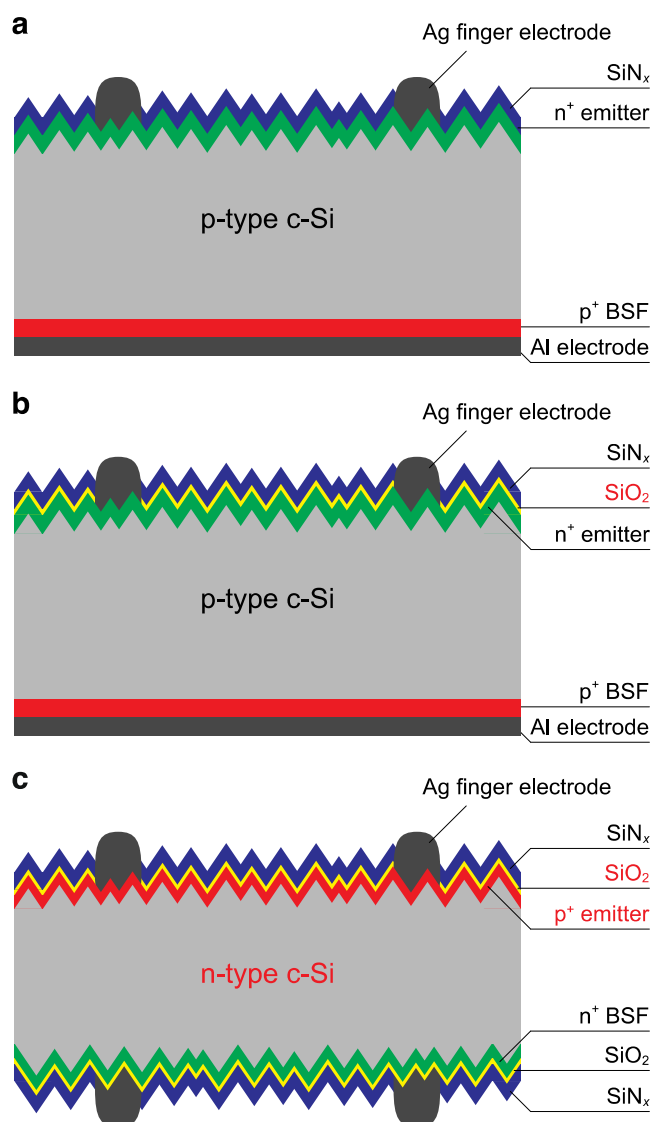 a
Ag finger electrode
SiNₓ
n⁺ emitter
p-type c-Si
p⁺ BSF
Al electrode
b
Ag finger electrode
SiNₓ
SiO₂
n⁺ emitter
p-type c-Si
p⁺ BSF
Al electrode
c
Ag finger electrode
SiNₓ
SiO₂
p⁺ emitter
n-type c-Si
n⁺ BSF
SiO₂
SiNₓ